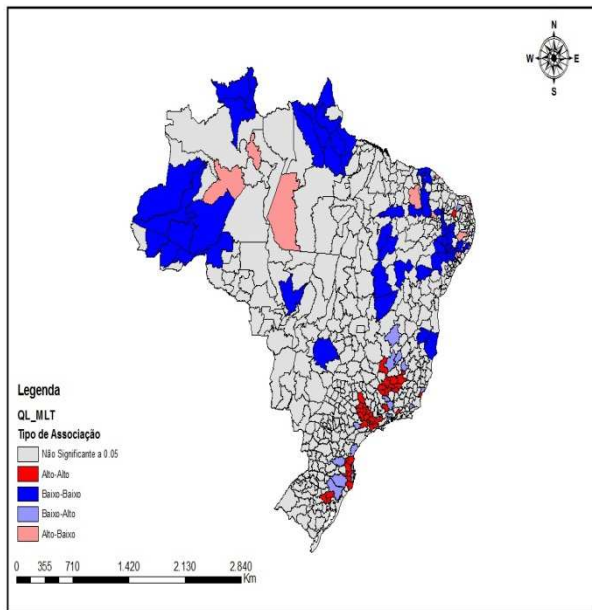 N
W E
S
Legenda
QL_MLT
Tipo de Associação
Não Significante a 0.05
Alto-Alto
Baixo-Baixo
Baixo-Alto
Alto-Baixo
0 355 710 1.420 2.130 2.840
Km